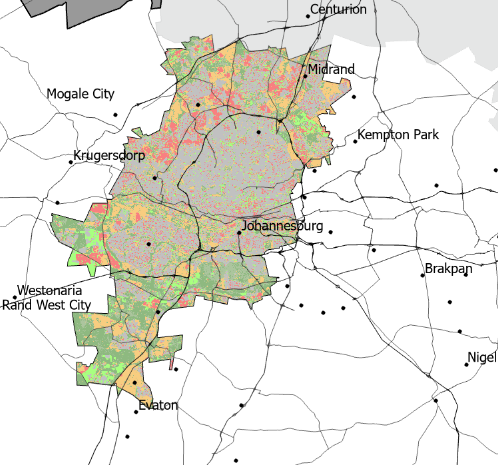 Centurion
Midrand
Mogale City
Kempton Park
Krugersdorp
Johannesburg
Brakpan
Westonaria
Rand West City
Nigel
Evaton